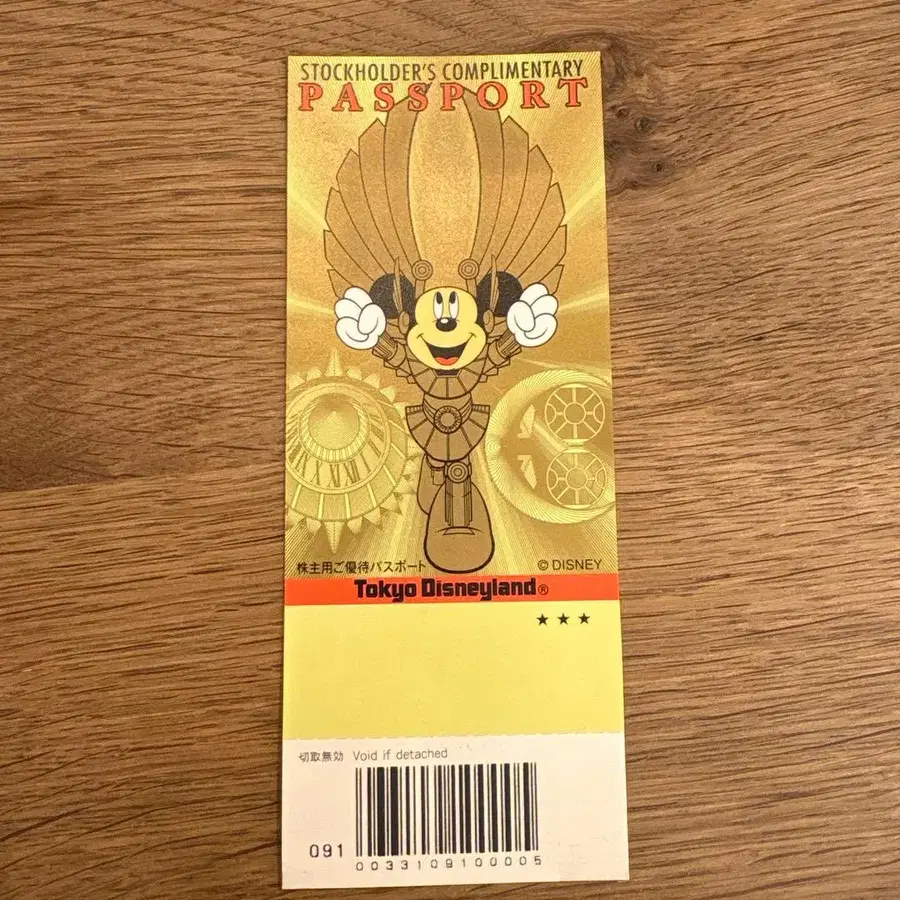 STOCKHOLDER'S COMPLIMENTARY
PASSPORT
株主用ご優待パスポート
© DISNEY
Tokyo Disneyland®
★★★
切取無効 Void if detached
091
0033109100005